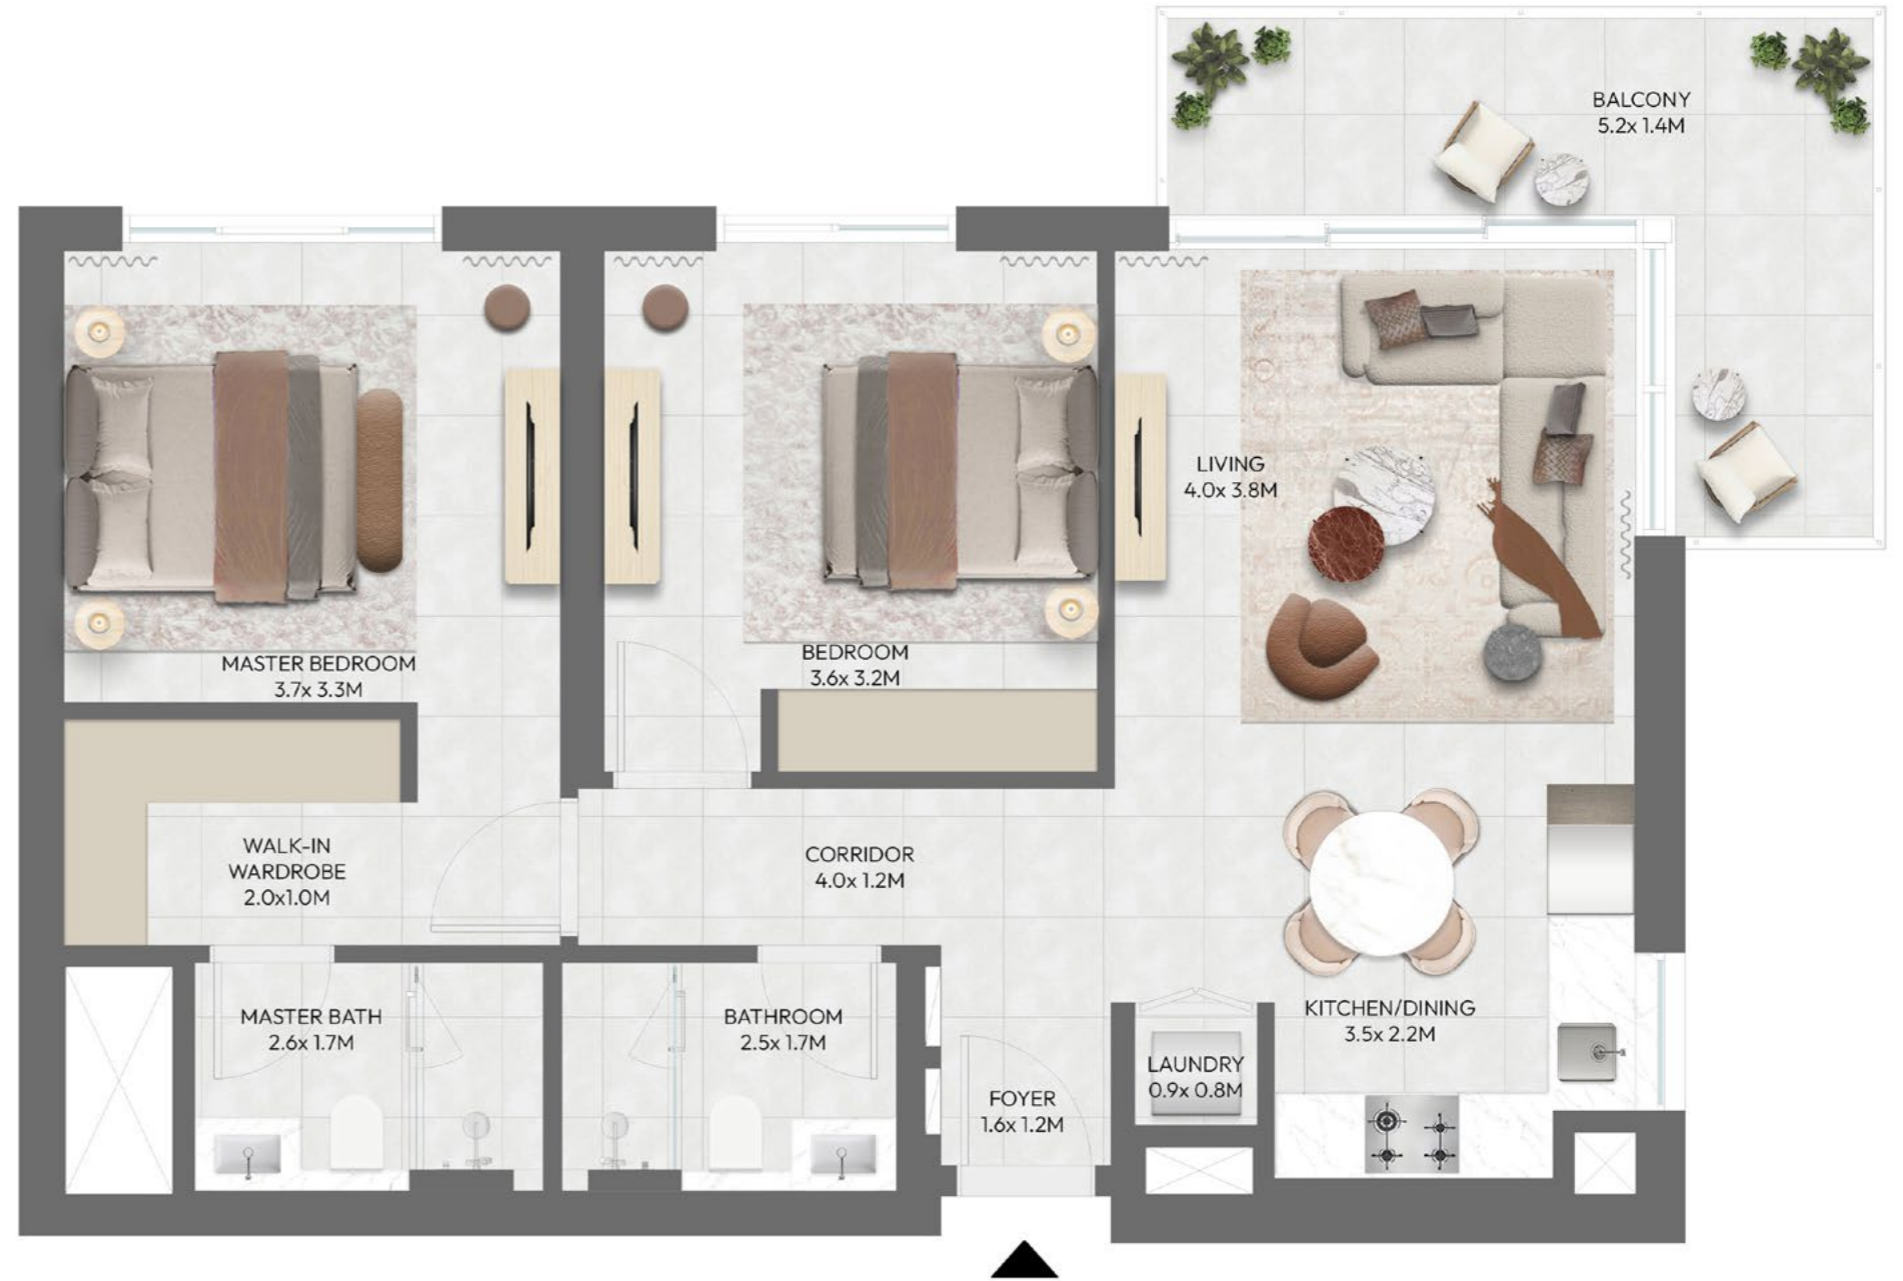 BALCONY
5.2x 1.4M
LIVING
4.0x 3.8M
MASTER BEDROOM
3.7x 3.3M
BEDROOM
3.6x 3.2M
WALK-IN
WARDROBE
2.0x1.0M
CORRIDOR
4.0x 1.2M
MASTER BATH
2.6x 1.7M
BATHROOM
2.5x 1.7M
KITCHEN/DINING
3.5x 2.2M
LAUNDRY
0.9x 0.8M
FOYER
1.6x 1.2M